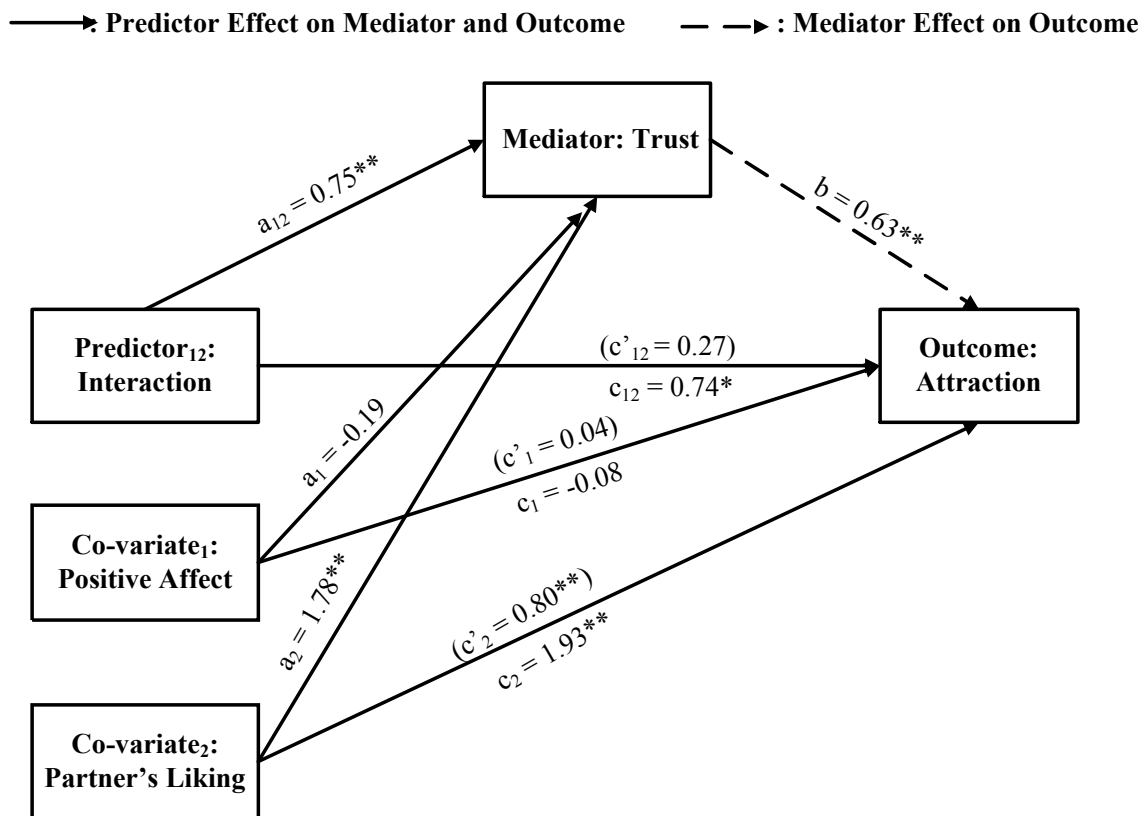 : Predictor Effect on Mediator and Outcome
: Mediator Effect on Outcome
Mediator: Trust
a₁₂ = 0.75**
b = 0.63**
Predictor₁₂:
Interaction
(c’₁₂ = 0.27)
c₁₂ = 0.74*
Outcome:
Attraction
a₁ = -0.19
(c’₁ = 0.04)
c₁ = -0.08
Co-variate₁:
Positive Affect
a₂ = 1.78**
(c’₂ = 0.80**)
c₂ = 1.93**
Co-variate₂:
Partner’s Liking